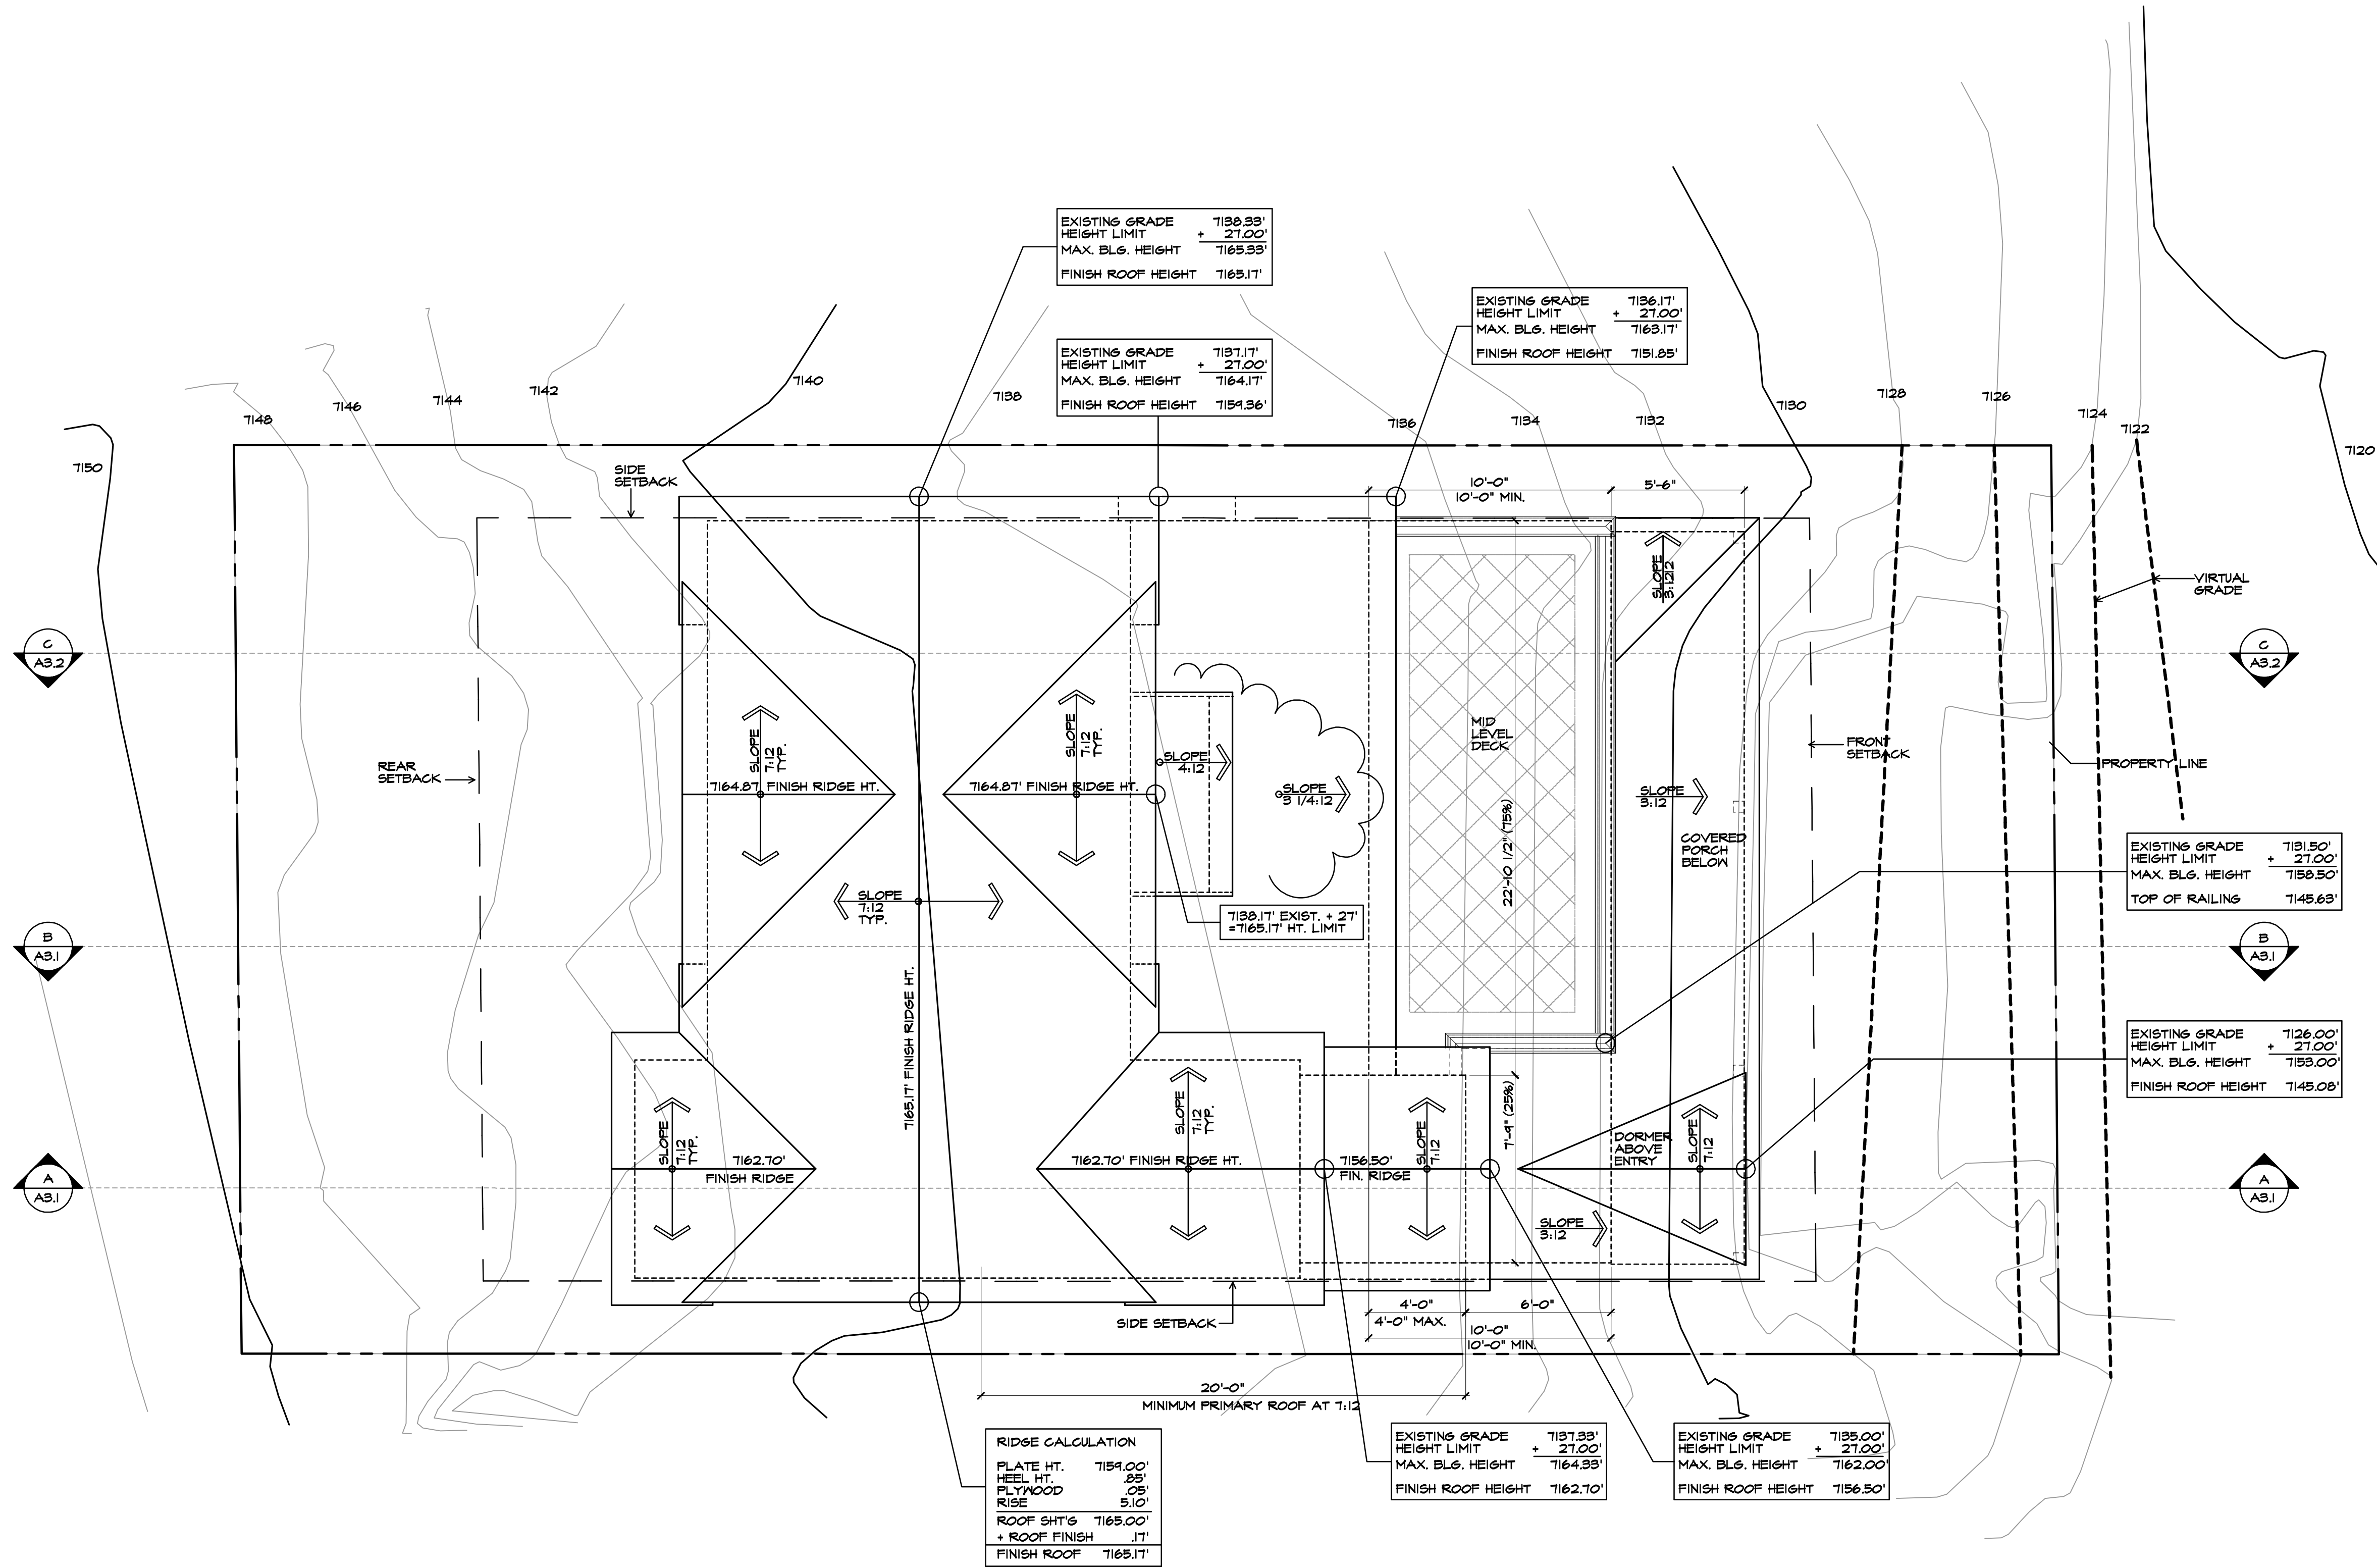 EXISTING GRADE 7138.33'
HEIGHT LIMIT + 27.00'
MAX. BLG. HEIGHT 7165.33'
FINISH ROOF HEIGHT 7165.17'
EXISTING GRADE 7136.17'
HEIGHT LIMIT + 27.00'
MAX. BLG. HEIGHT 7163.17'
FINISH ROOF HEIGHT 7151.85'
EXISTING GRADE 7137.17'
HEIGHT LIMIT + 27.00'
MAX. BLG. HEIGHT 7164.17'
FINISH ROOF HEIGHT 7159.36'
7150
7148
7146
7144
7142
7140
7138
7136
7134
7132
7130
7128
7126
7124
7122
7120
SIDE
SETBACK
10'-0"
10'-0" MIN.
5'-6"
SLOPE
3:12
12
VIRTUAL
GRADE
C
A3.2
C
A3.2
SLOPE
7:12
TYP.
SLOPE
7:12
TYP.
SLOPE
4:12
MID
LEVEL
DECK
FRONT
SETBACK
PROPERTY LINE
REAR
SETBACK
7164.87' FINISH RIDGE HT.
7164.87' FINISH RIDGE HT.
SLOPE
3 1/4:12
SLOPE
3:12
22'-10 1/2" (75%)
COVERED
PORCH
BELOW
EXISTING GRADE 7131.50'
HEIGHT LIMIT + 27.00'
MAX. BLG. HEIGHT 7158.50'
TOP OF RAILING 7145.63'
SLOPE
7:12
TYP.
7138.17' EXIST. + 27'
=7165.17' HT. LIMIT
B
A3.1
B
A3.1
7165.17' FINISH RIDGE HT.
EXISTING GRADE 7126.00'
HEIGHT LIMIT + 27.00'
MAX. BLG. HEIGHT 7153.00'
FINISH ROOF HEIGHT 7145.08'
SLOPE
7:12
TYP.
7162.70'
FINISH RIDGE
SLOPE
7:12
TYP.
7162.70' FINISH RIDGE HT.
7156.50'
FIN. RIDGE
SLOPE
7:12
7'-9" (25%)
DORMER
ABOVE
ENTRY
SLOPE
7:12
A
A3.1
A
A3.1
SLOPE
3:12
SIDE SETBACK
4'-0"
4'-0" MAX.
6'-0"
10'-0"
10'-0" MIN.
20'-0"
MINIMUM PRIMARY ROOF AT 7:12
RIDGE CALCULATION
PLATE HT. 7159.00'
HEEL HT. .85'
PLYWOOD .05'
RISE 5.10'
ROOF SHT'G 7165.00'
+ ROOF FINISH .17'
FINISH ROOF 7165.17'
EXISTING GRADE 7137.33'
HEIGHT LIMIT + 27.00'
MAX. BLG. HEIGHT 7164.33'
FINISH ROOF HEIGHT 7162.70'
EXISTING GRADE 7135.00'
HEIGHT LIMIT + 27.00'
MAX. BLG. HEIGHT 7162.00'
FINISH ROOF HEIGHT 7156.50'